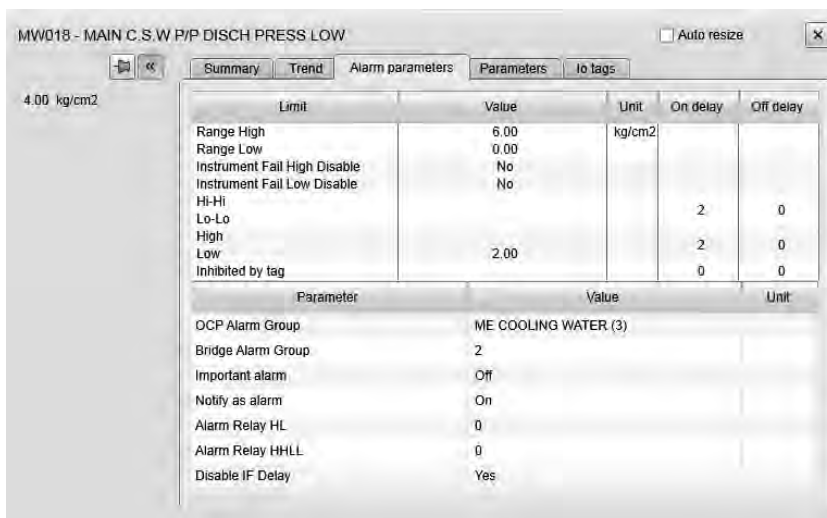 MW018 - MAIN C.S.W P/P DISCH PRESS LOW
Auto resize
Summary Trend Alarm parameters Parameters Io tags
4.00 kg/cm2
Limit Value Unit On delay Off delay
Range High 6.00 kg/cm2
Range Low 0.00
Instrument Fail High Disable No
Instrument Fail Low Disable No
Hi-Hi
2 0
Lo-Lo
High
2 0
Low 2.00
Inhibited by tag 0 0
Parameter Value Unit
OCP Alarm Group ME COOLING WATER (3)
Bridge Alarm Group 2
Important alarm Off
Notify as alarm On
Alarm Relay HL 0
Alarm Relay HHLL 0
Disable IF Delay Yes